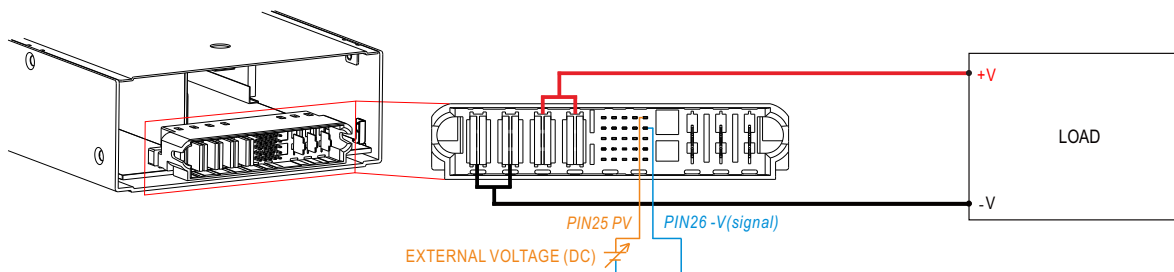 +V
LOAD
-V
PIN25 PV
PIN26 -V(signal)
EXTERNAL VOLTAGE (DC)